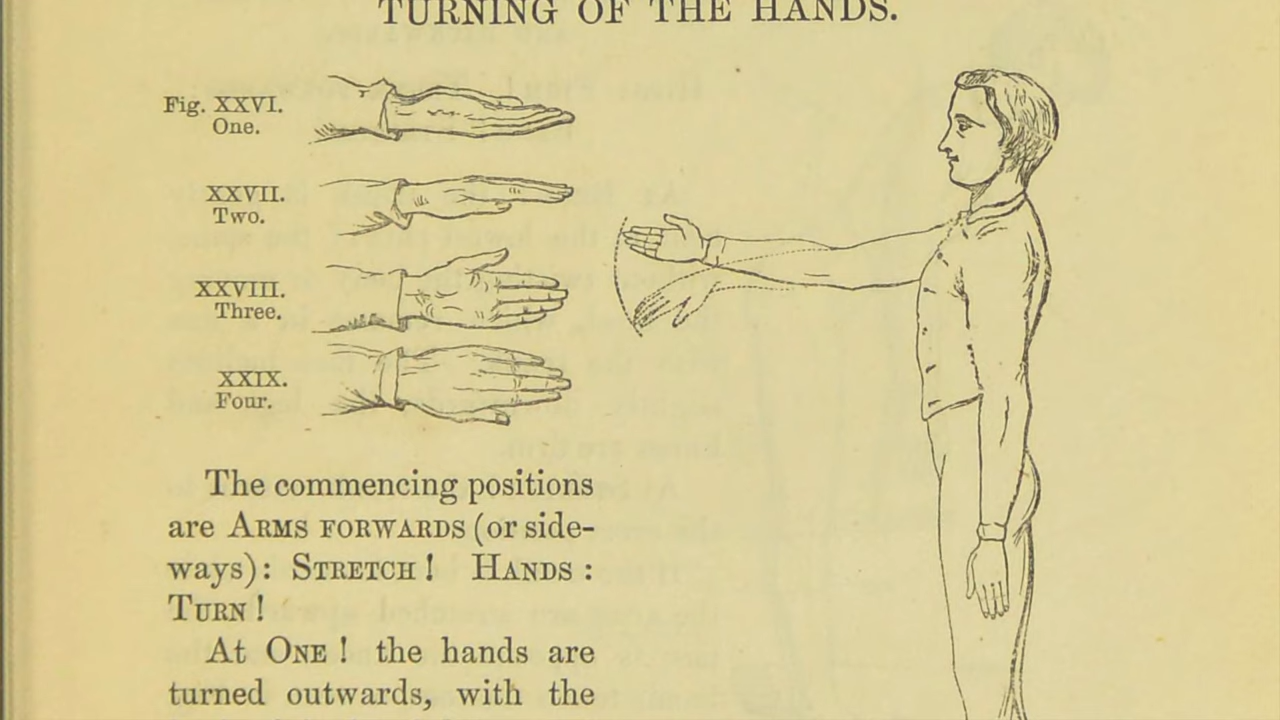 TURNING OF THE HANDS.
Fig. XXVI.
One.
XXVII.
Two.
XXVIII.
Three.
XXIX.
Four.
The commencing positions
are ARMS FORWARDS (or side-
ways): STRETCH! HANDS:
TURN!
At ONE! the hands are
turned outwards, with the